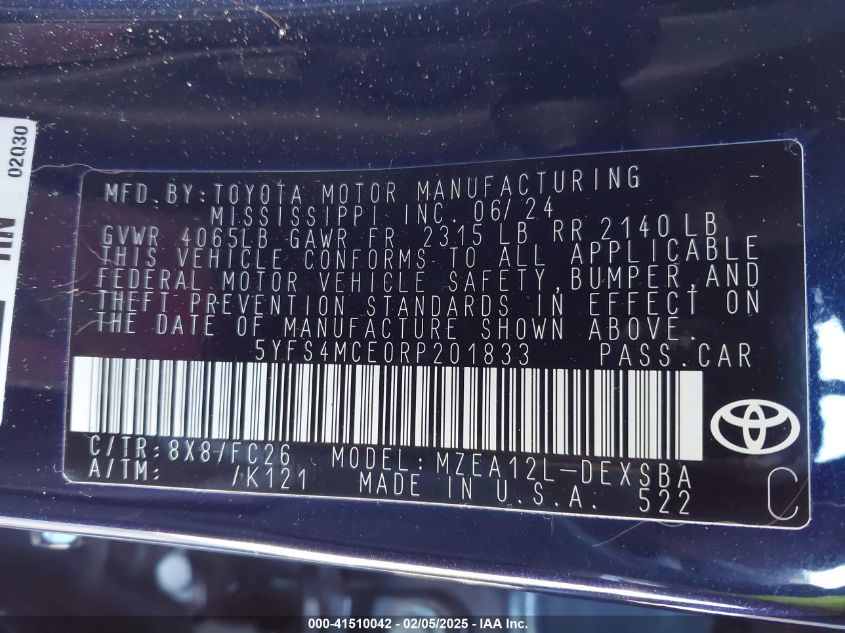 02030
MFD. BY: TOYOTA MOTOR MANUFACTURING
MISSISSIPPI INC. 06/24
GVWR 4065LB GAWR FR 2315 LB RR 2140 LB
THIS VEHICLE CONFORMS TO ALL APPLICABLE
FEDERAL MOTOR VEHICLE SAFETY, BUMPER, AND
THEFT PREVENTION STANDARDS IN EFFECT ON
THE DATE OF MANUFACTURE SHOWN ABOVE.
5YFS4MCE0RP201833 PASS.CAR
C/TR: 8X8/FC26 MODEL: MZEA12L-DEXSBA
A/TM: /K121 MADE IN U.S.A. 522
C
000-41510042 - 02/05/2025 - IAAI INC.